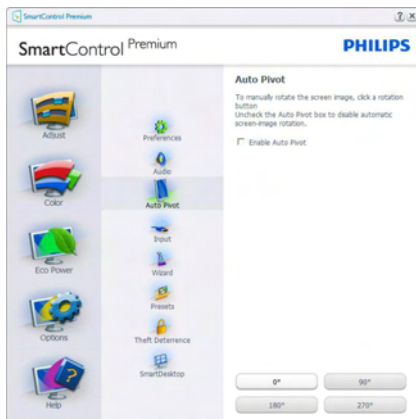 SmartControl Premium
? x
SmartControl Premium
PHILIPS
Adjust
Color
Eco Power
Options
Help
Preferences
Audio
Auto Pivot
Input
Wizard
Presets
Theft Deterrence
SmartDesktop
Auto Pivot
To manually rotate the screen image, click a rotation
button
Uncheck the Auto Pivot box to disable automatic
screen-image rotation.
Enable Auto Pivot
0°
90°
180°
270°